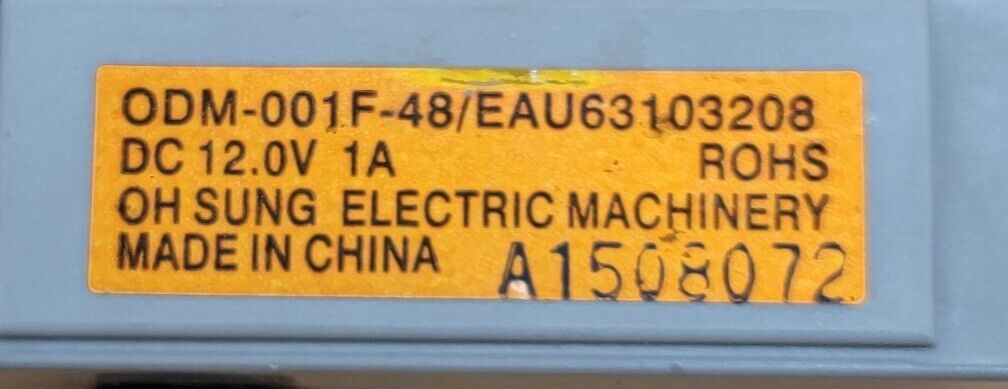 ODM-001F-48/EAU63103208
DC 12.0V 1A ROHS
OH SUNG ELECTRIC MACHINERY
MADE IN CHINA A1508072